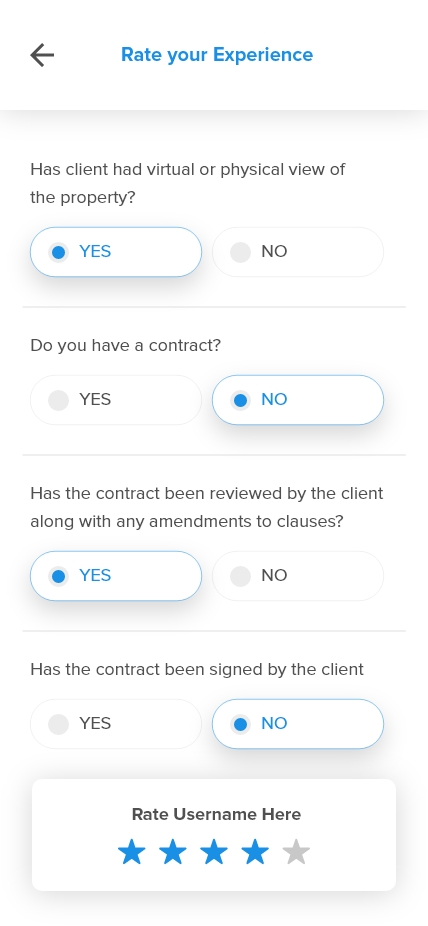 Rate your Experience
Has client had virtual or physical view of
the property?
YES NO
Do you have a contract?
YES NO
Has the contract been reviewed by the client
along with any amendments to clauses?
YES NO
Has the contract been signed by the client
YES NO
Rate Username Here